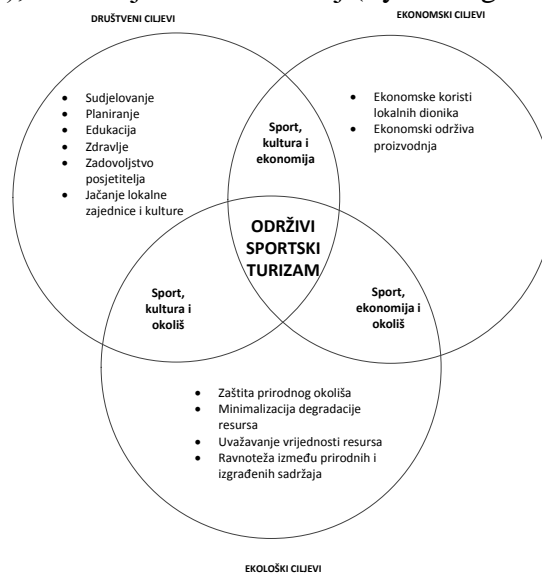 DRUŠTVENI CILJEVI
EKONOMSKI CILJEVI
• Sudjelovanje
• Planiranje
• Edukacija
• Zdravlje
• Zadovoljstvo
posjetitelja
• Jačanje lokalne
zajednice i kulture
Sport,
kultura i
ekonomija
• Ekonomske koristi
lokalnih dionika
• Ekonomski održiva
proizvodnja
ODRŽIVI
SPORTSKI
TURIZAM
Sport,
kultura i
okoliš
Sport,
ekonomija i
okoliš
• Zaštita prirodnog okoliša
• Minimalizacija degradacije
resursa
• Uvažavanje vrijednosti resursa
• Ravnoteža između prirodnih i
izgrađenih sadržaja
EKOLOŠKI CILJEVI